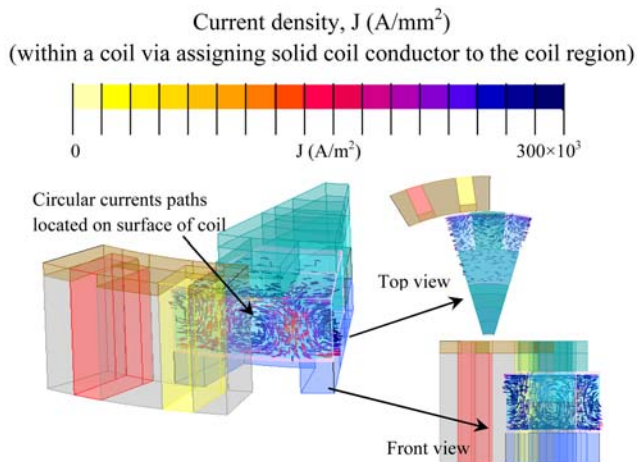 Current density, J (A/mm²)
(within a coil via assigning solid coil conductor to the coil region)
0
J (A/m²)
300×10³
Circular currents paths
located on surface of coil
Top view
Front view